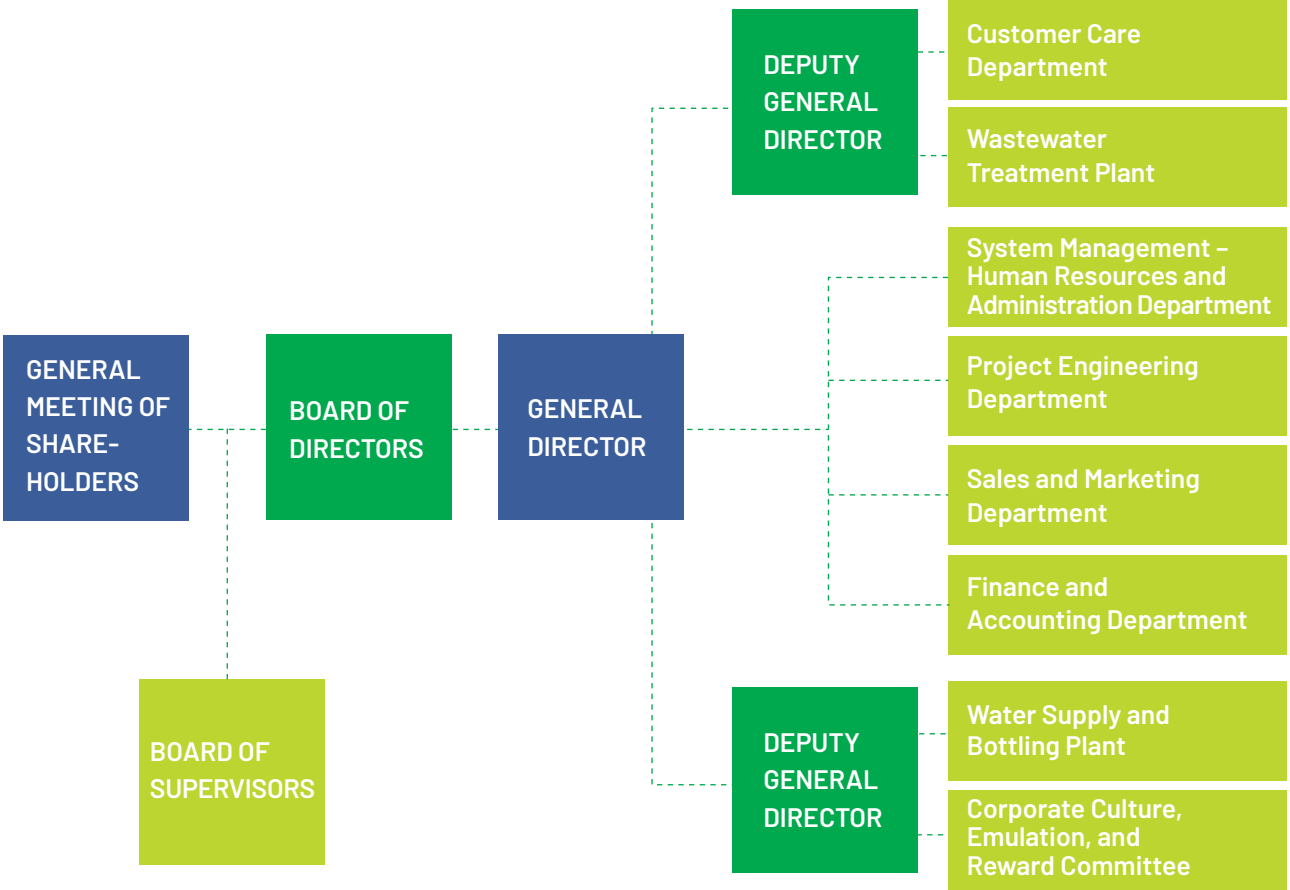 GENERAL
MEETING OF
SHARE-
HOLDERS
BOARD OF
SUPERVISORS
BOARD OF
DIRECTORS
GENERAL
DIRECTOR
DEPUTY
GENERAL
DIRECTOR
Customer Care
Department
Wastewater
Treatment Plant
System Management –
Human Resources and
Administration Department
Project Engineering
Department
Sales and Marketing
Department
Finance and
Accounting Department
DEPUTY
GENERAL
DIRECTOR
Water Supply and
Bottling Plant
Corporate Culture,
Emulation, and
Reward Committee